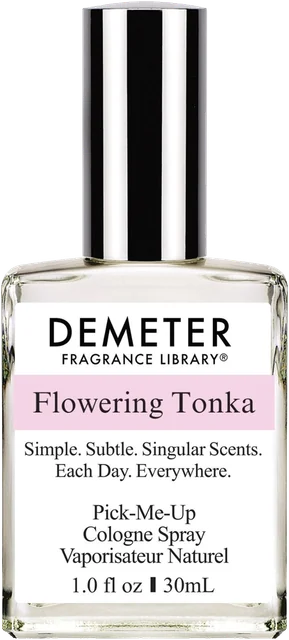 DEMETER
FRAGRANCE LIBRARY®
Flowering Tonka
Simple. Subtle. Singular Scents.
Each Day. Everywhere.
Pick-Me-Up
Cologne Spray
Vaporisateur Naturel
1.0 fl oz ❙ 30mL